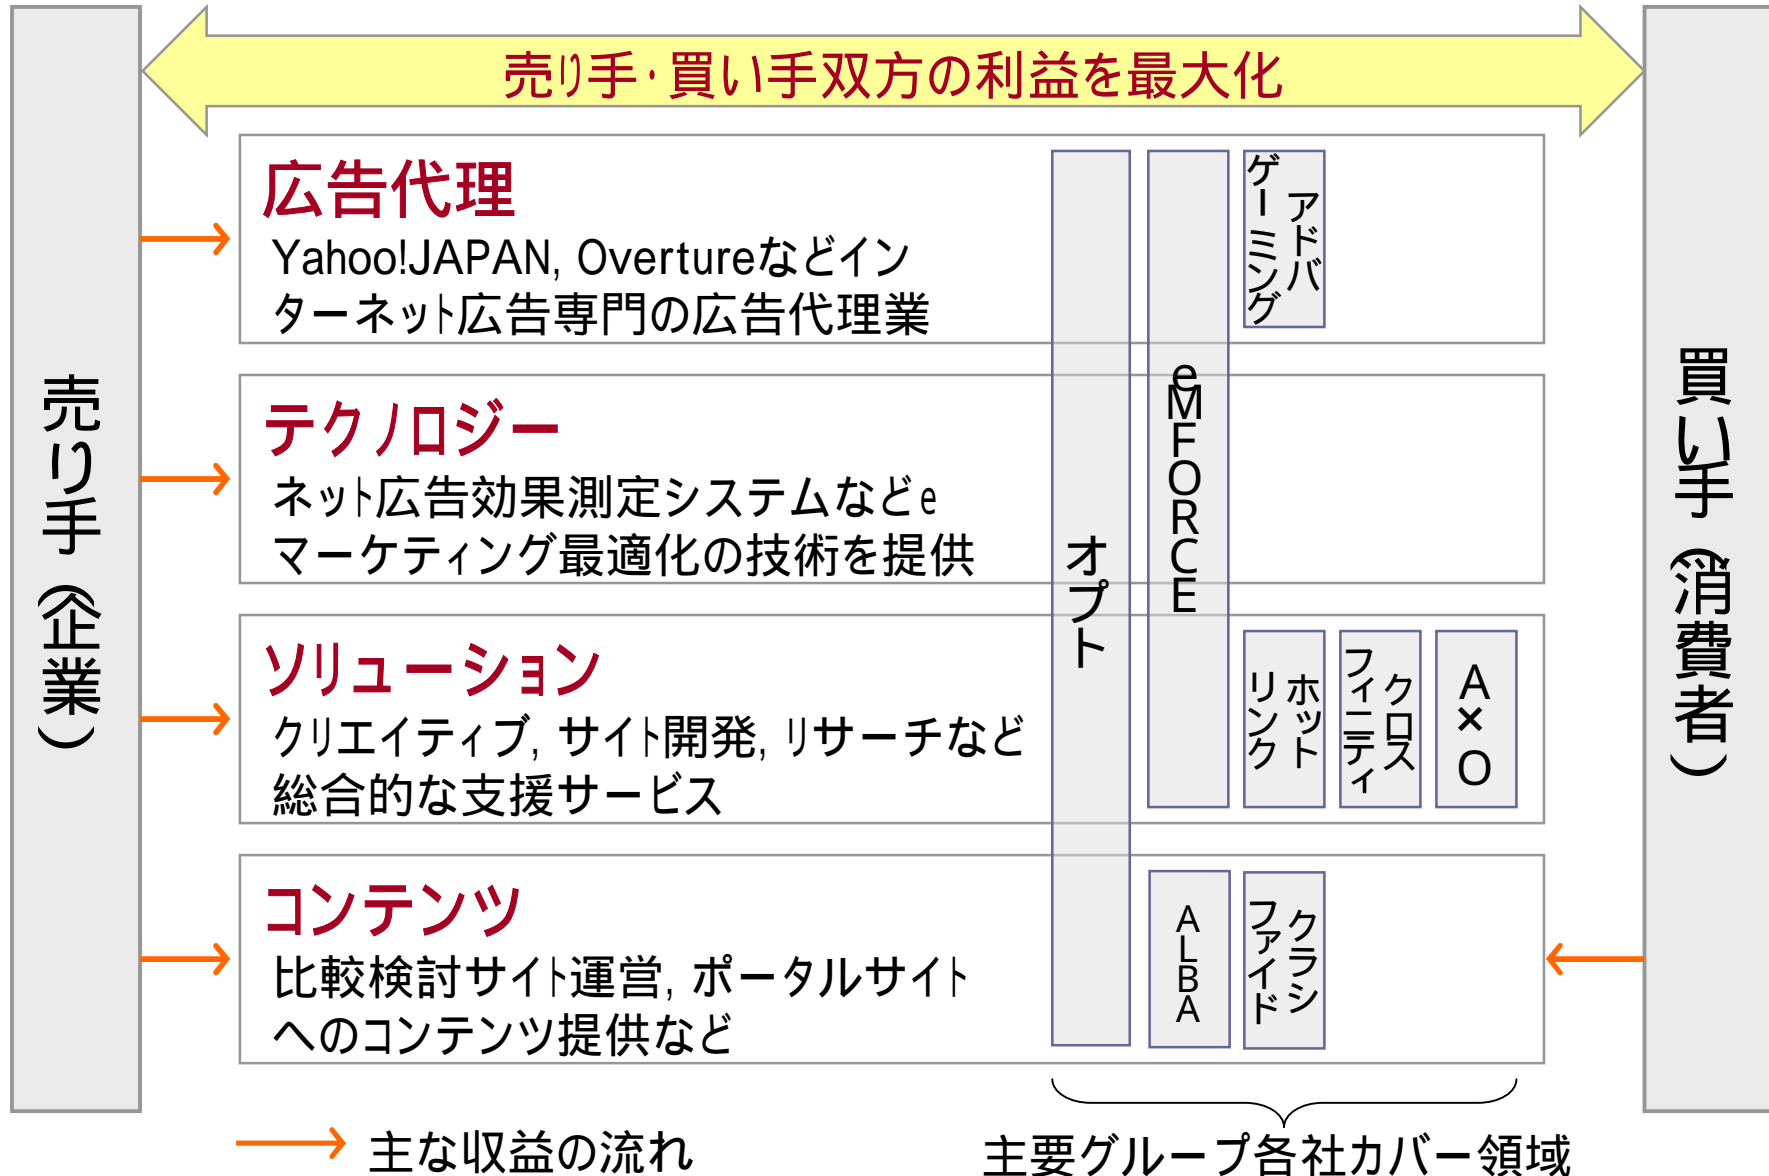 売り手・買い手双方の利益を最大化
売り手（企業）
広告代理
Yahoo!JAPAN, Overtureなどイン
ターネット広告専門の広告代理業
テクノロジー
ネット広告効果測定システムなどe
マーケティング最適化の技術を提供
ソリューション
クリエイティブ, サイト開発, リサーチなど
総合的な支援サービス
コンテンツ
比較検討サイト運営, ポータルサイト
へのコンテンツ提供など
オプト
eMFORCE
アドバ
ゲーミング
ホット
リンク
クロス
フィニティ
A×O
ALBA
クラシ
ファイド
買い手（消費者）
主な収益の流れ
主要グループ各社カバー領域